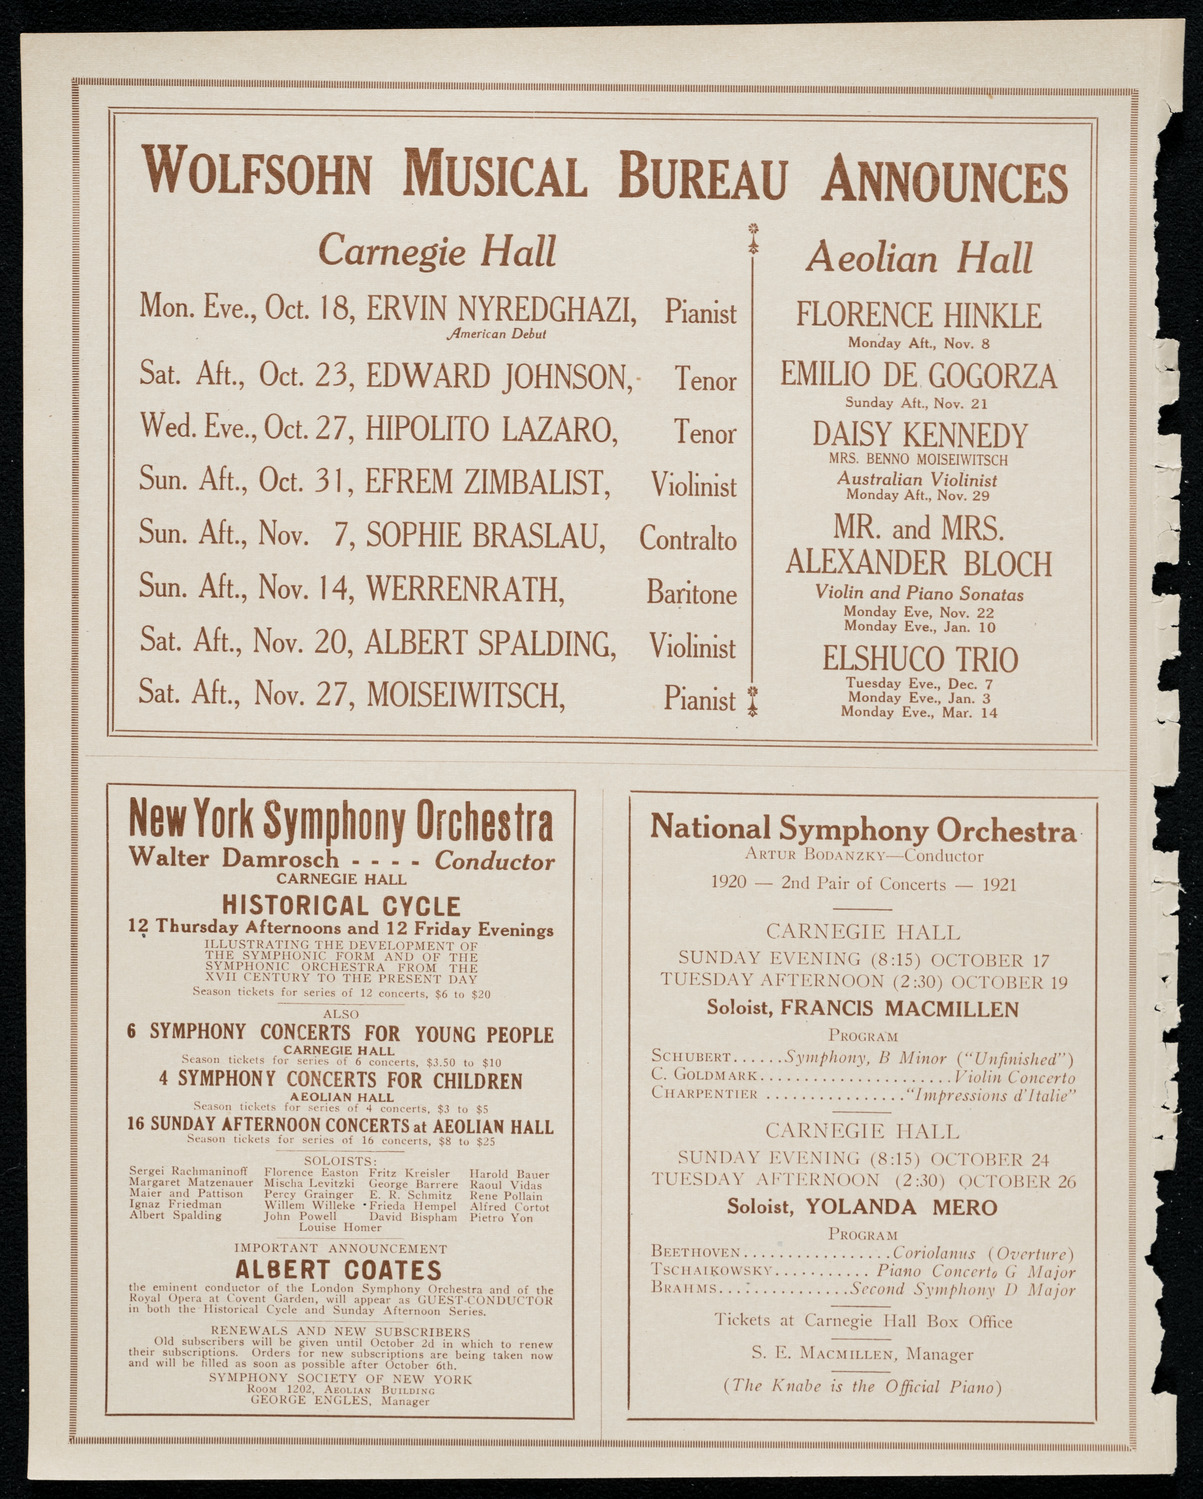 WOLFSOHN MUSICAL BUREAU ANNOUNCES
Carnegie Hall
Mon. Eve., Oct. 18, ERVIN NYREDGHAZI, Pianist
American Debut
Sat. Aft., Oct. 23, EDWARD JOHNSON, Tenor
Wed. Eve., Oct. 27, HIPOLITO LAZARO, Tenor
Sun. Aft., Oct. 31, EFREM ZIMBALIST, Violinist
Sun. Aft., Nov. 7, SOPHIE BRASLAU, Contralto
Sun. Aft., Nov. 14, WERRENRATH, Baritone
Sat. Aft., Nov. 20, ALBERT SPALDING, Violinist
Sat. Aft., Nov. 27, MOISEIWITSCH, Pianist
Aeolian Hall
FLORENCE HINKLE
Monday Aft., Nov. 8
EMILIO DE GOGORZA
Sunday Aft., Nov. 21
DAISY KENNEDY
MRS. BENNO MOISEIWITSCH
Australian Violinist
Monday Aft., Nov. 29
MR. and MRS.
ALEXANDER BLOCH
Violin and Piano Sonatas
Monday Eve, Nov. 22
Monday Eve., Jan. 10
ELSHUCO TRIO
Tuesday Eve., Dec. 7
Monday Eve., Jan. 3
Monday Eve., Mar. 14
New York Symphony Orchestra
Walter Damrosch - - - - Conductor
CARNEGIE HALL
HISTORICAL CYCLE
12 Thursday Afternoons and 12 Friday Evenings
ILLUSTRATING THE DEVELOPMENT OF
THE SYMPHONIC FORM AND OF THE
SYMPHONIC ORCHESTRA FROM THE
XVII CENTURY TO THE PRESENT DAY
Season tickets for series of 12 concerts, $6 to $20
ALSO
6 SYMPHONY CONCERTS FOR YOUNG PEOPLE
CARNEGIE HALL
Season tickets for series of 6 concerts, $3.50 to $10
4 SYMPHONY CONCERTS FOR CHILDREN
AEOLIAN HALL
Season tickets for series of 4 concerts, $3 to $5
16 SUNDAY AFTERNOON CONCERTS at AEOLIAN HALL
Season tickets for series of 16 concerts, $8 to $25
SOLOISTS:
Sergei Rachmaninoff Florence Easton Fritz Kreisler Harold Bauer
Margaret Matzenauer Mischa Levitzki George Barrere Raoul Vidas
Maier and Pattison Percy Grainger E. R. Schmitz Rene Pollain
Ignaz Friedman Willem Willeke Frieda Hempel Alfred Cortot
Albert Spalding John Powell David Bispham Pietro Yon
Louise Homer
IMPORTANT ANNOUNCEMENT
ALBERT COATES
the eminent conductor of the London Symphony Orchestra and of the
Royal Opera at Covent Garden, will appear as GUEST-CONDUCTOR
in both the Historical Cycle and Sunday Afternoon Series.
RENEWALS AND NEW SUBSCRIBERS
Old subscribers will be given until October 2d in which to renew
their subscriptions. Orders for new subscriptions are being taken now
and will be filled as soon as possible after October 6th.
SYMPHONY SOCIETY OF NEW YORK
ROOM 1202, AEOLIAN BUILDING
GEORGE ENGLES, Manager
National Symphony Orchestra
ARTUR BODANZKY—Conductor
1920 — 2nd Pair of Concerts — 1921
CARNEGIE HALL
SUNDAY EVENING (8:15) OCTOBER 17
TUESDAY AFTERNOON (2:30) OCTOBER 19
Soloist, FRANCIS MACMILLEN
PROGRAM
SCHUBERT......Symphony, B Minor ("Unfinished")
C. GOLDMARK......................Violin Concerto
CHARPENTIER ................"Impressions d'Italie"
CARNEGIE HALL
SUNDAY EVENING (8:15) OCTOBER 24
TUESDAY AFTERNOON (2:30) OCTOBER 26
Soloist, YOLANDA MERO
PROGRAM
BEETHOVEN.................Coriolanus (Overture)
TSCHAIKOWSKY........... Piano Concerto G Major
BRAHMS................Second Symphony D Major
Tickets at Carnegie Hall Box Office
S. E. MACMILLEN, Manager
(The Knabe is the Official Piano)